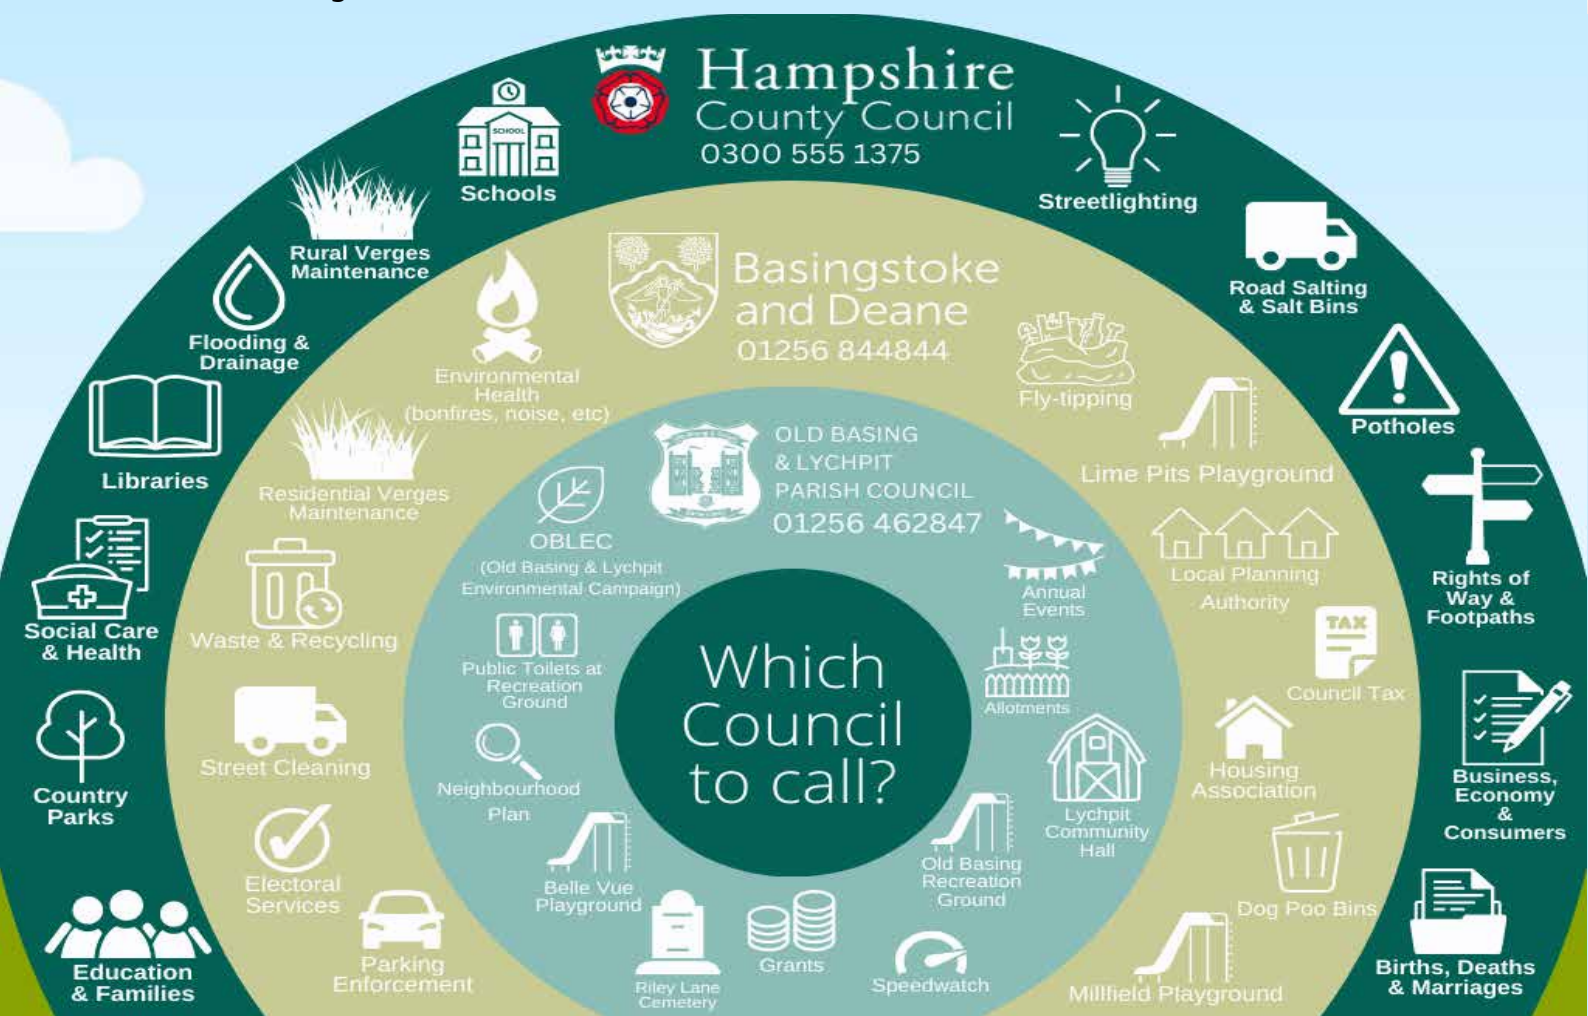 Hampshire
County Council
0300 555 1375
SCHOOL
Schools
Streetlighting
Rural Verges
Maintenance
Road Salting
& Salt Bins
Flooding &
Drainage
Potholes
Libraries
Rights of
Way &
Footpaths
Social Care
& Health
Business,
Economy
&
Consumers
Country
Parks
Births, Deaths
& Marriages
Education
& Families
Basingstoke
and Deane
01256 844844
Environmental
Health
(bonfires, noise, etc)
Fly-tipping
Residential Verges
Maintenance
Lime Pits Playground
Waste & Recycling
Local Planning
Authority
TAX
Council Tax
Street Cleaning
Housing
Association
Electoral
Services
Dog Poo Bins
Parking
Enforcement
Millfield Playground
OLD BASING
& LYCHPIT
PARISH COUNCIL
01256 462847
OBLEC
(Old Basing & Lychpit
Environmental Campaign)
Annual
Events
Public Toilets at
Recreation
Ground
Allotments
Neighbourhood
Plan
Lychpit
Community
Hall
Belle Vue
Playground
Old Basing
Recreation
Ground
Riley Lane
Cemetery
Grants
Speedwatch
Which
Council
to call?